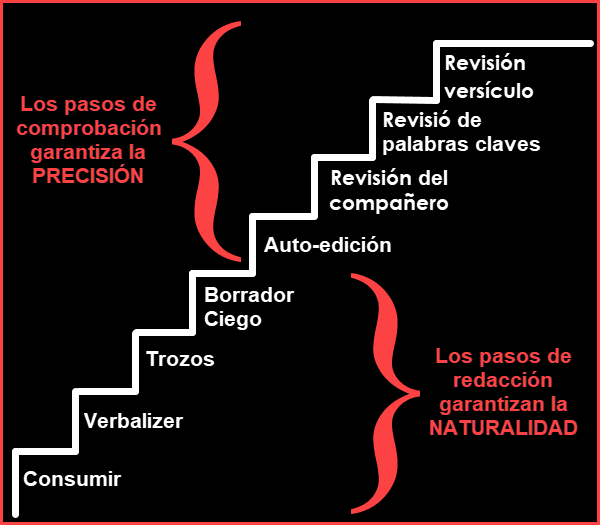 Revisión
versículo
Revisió de
palabras claves
Revisión del
compañero
Auto-edición
Los pasos de
comprobación
garantiza la
PRECISIÓN
Borrador
Ciego
Trozos
Verbalizer
Consumir
Los pasos de
redacción
garantizan la
NATURALIDAD